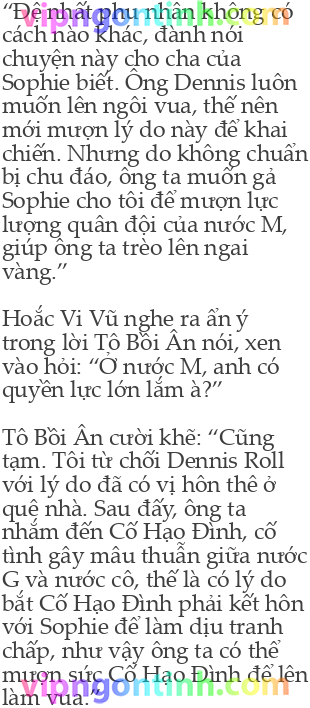 “Đệ nhất phu nhân không có
cách nào khác, đành nói
chuyện này cho cha của
Sophie biết. Ông Dennis luôn
muốn lên ngôi vua, thế nên
mới mượn lý do này để khai
chiến. Nhưng do không chuẩn
bị chu đáo, ông ta muốn gả
Sophie cho tôi để mượn lực
lượng quân đội của nước M,
giúp ông ta trèo lên ngai
vàng.”
Hoắc Vi Vũ nghe ra ẩn ý
trong lời Tô Bồi Ân nói, xen
vào hỏi: “Ở nước M, anh có
quyền lực lớn lắm à?”
Tô Bồi Ân cười khẽ: “Cũng
tạm. Tôi từ chối Dennis Roll
với lý do đã có vị hôn thê ở
quê nhà. Sau đấy, ông ta
nhắm đến Cố Hạo Đình, cố
tình gây mâu thuẫn giữa nước
G và nước cô, thế là có lý do
bắt Cố Hạo Đình phải kết hôn
với Sophie để làm dịu tranh
chấp, như vậy ông ta có thể
mượn sức Cố Hạo Đình để lên
làm vua.”
vipngontinh.com
vipngontinh.com